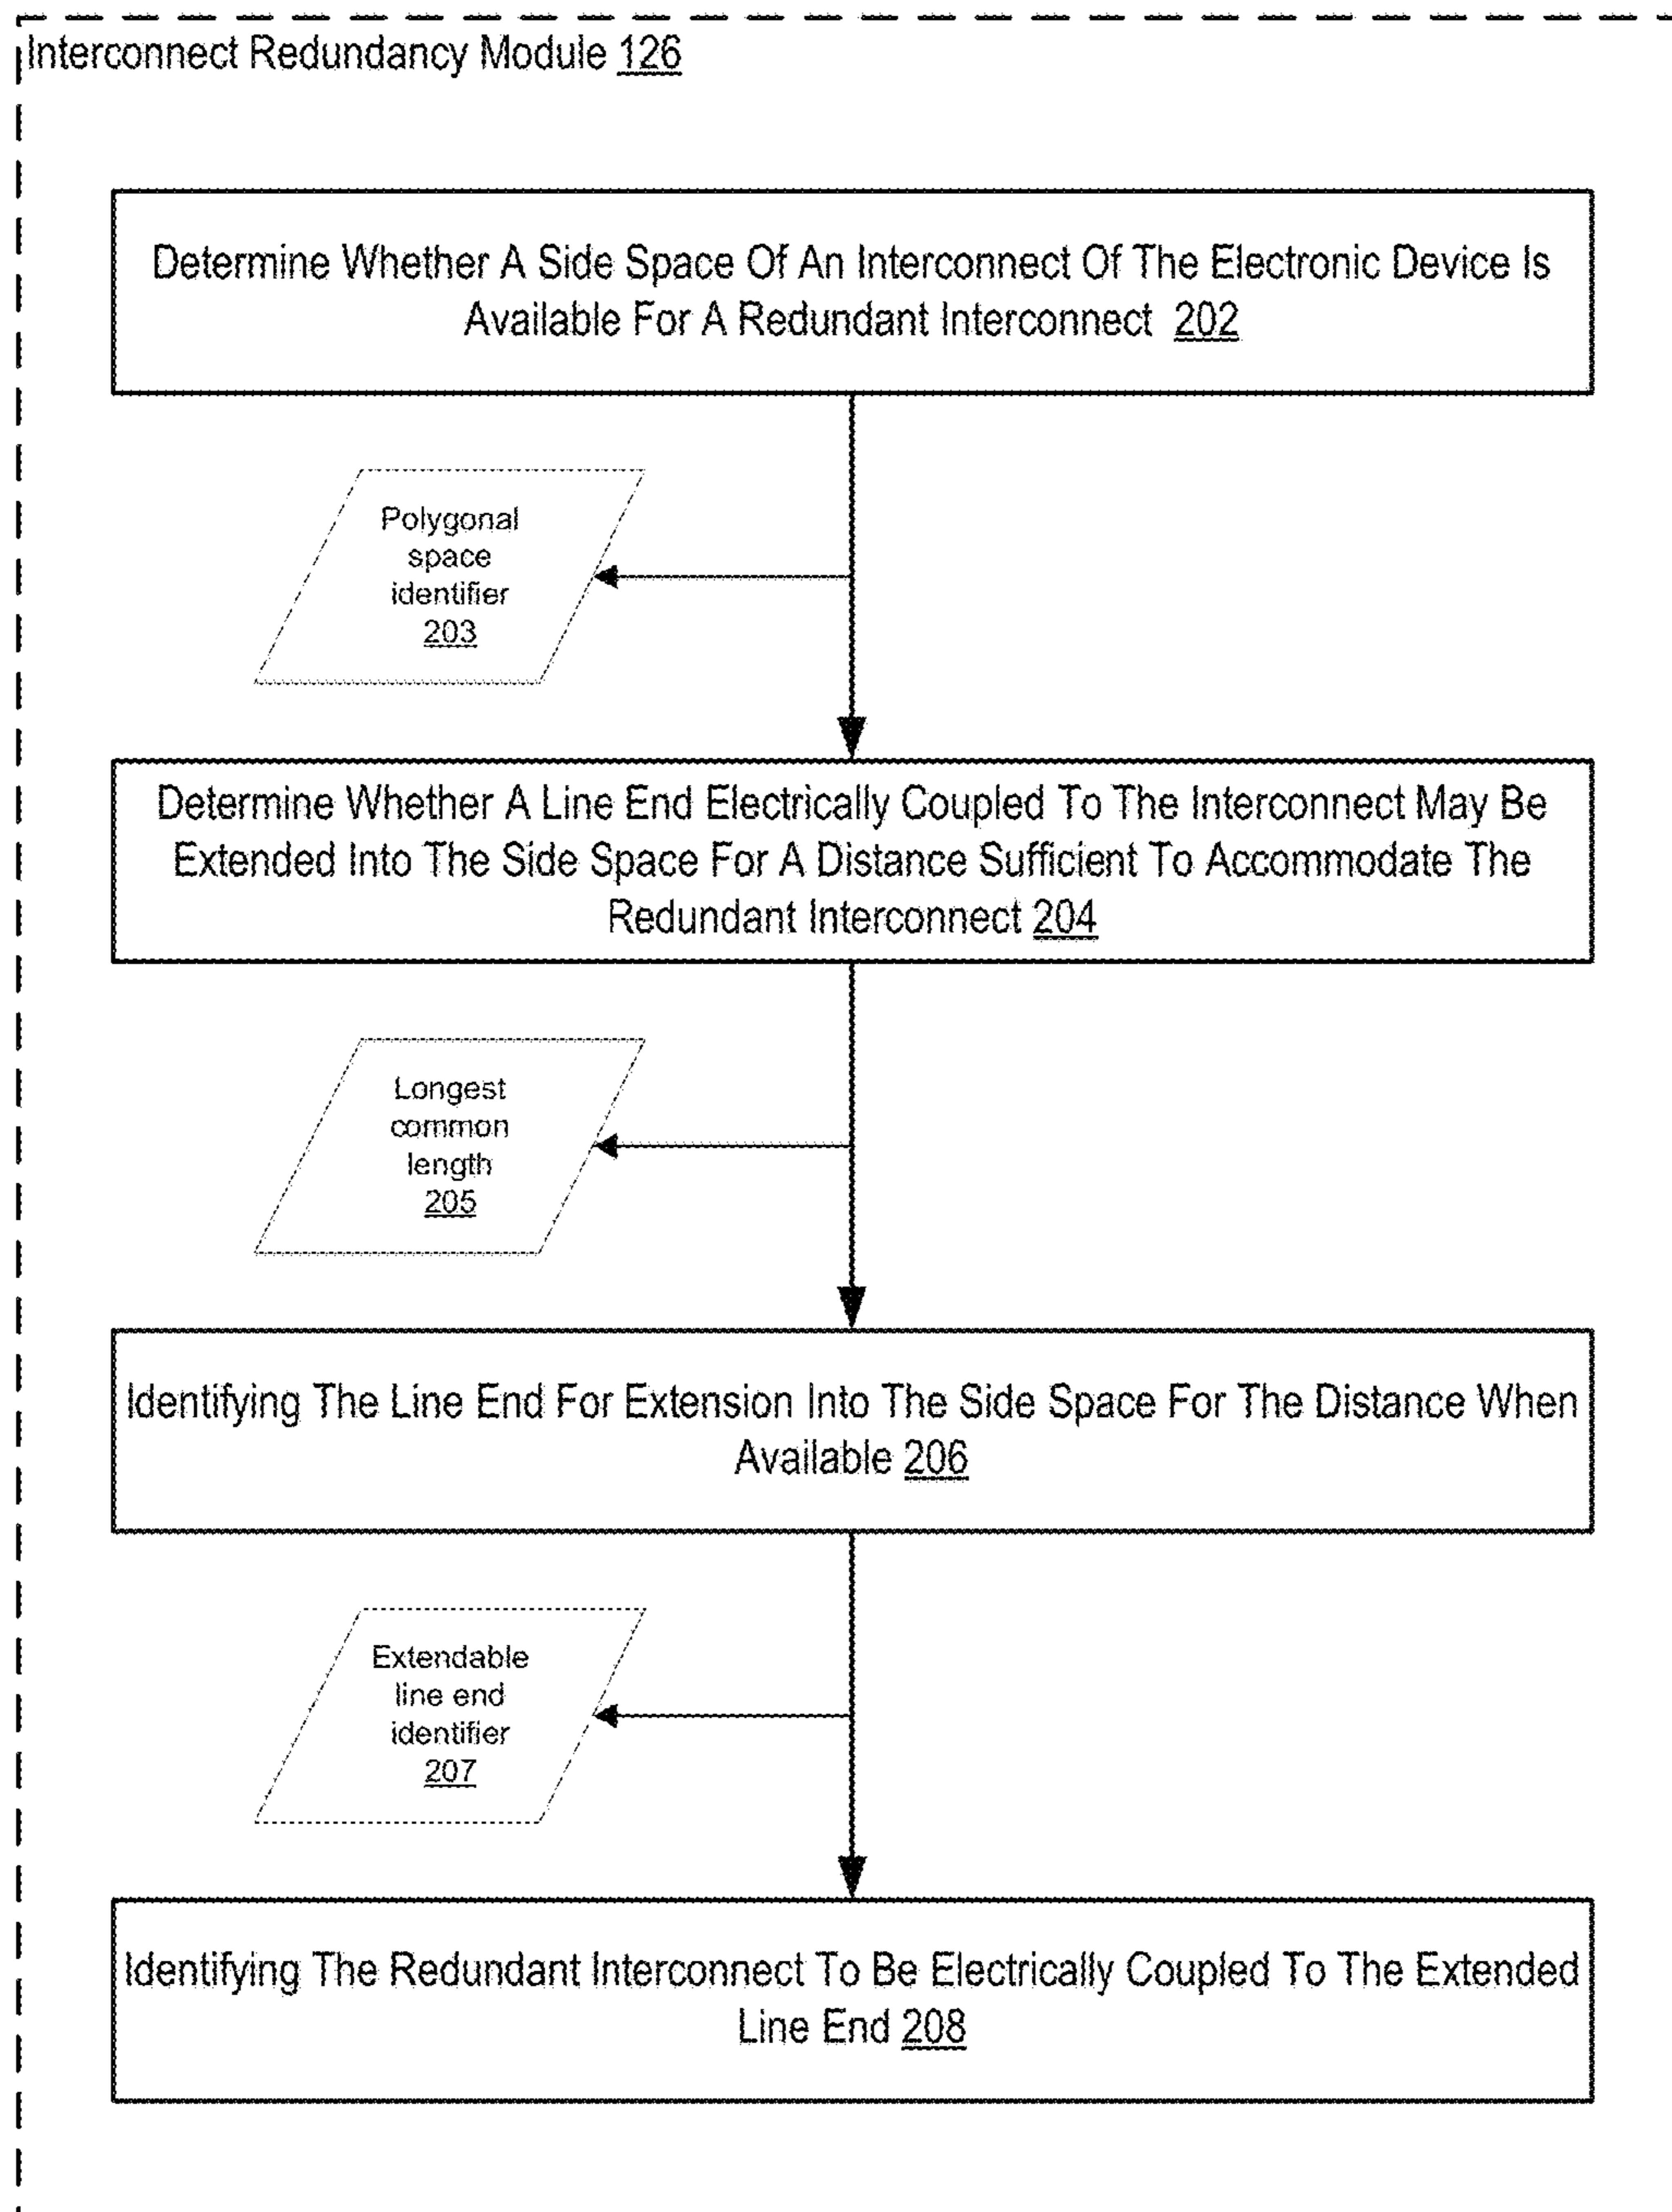 Interconnect Redundancy Module 126
Determine Whether A Side Space Of An Interconnect Of The Electronic Device Is
Available For A Redundant Interconnect 202
Polygonal
space
identifier
203
Determine Whether A Line End Electrically Coupled To The Interconnect May Be
Extended Into The Side Space For A Distance Sufficient To Accommodate The
Redundant Interconnect 204
Longest
common
length
205
Identifying The Line End For Extension Into The Side Space For The Distance When
Available 206
Extendable
line end
identifier
207
Identifying The Redundant Interconnect To Be Electrically Coupled To The Extended
Line End 208